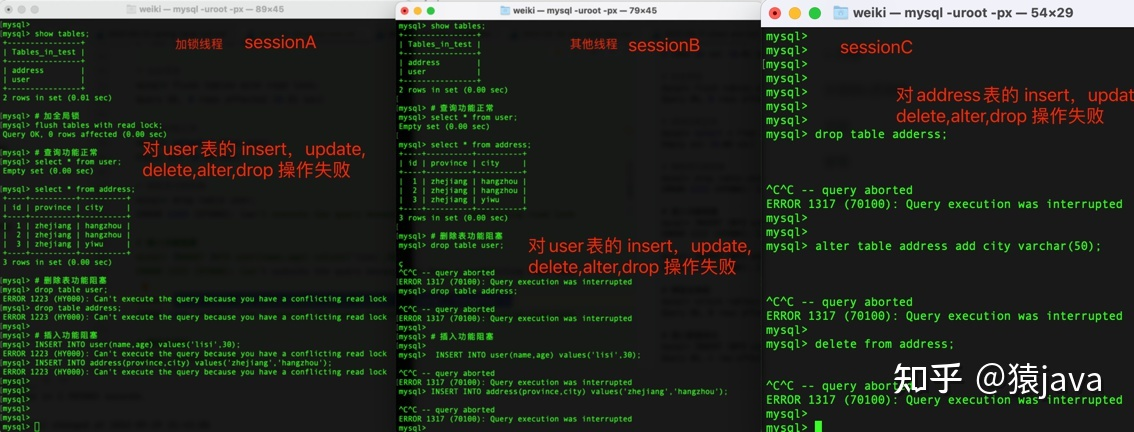 weiki — mysql -uroot -px — 89×45
mysql>
mysql> show tables;
+----------------+
| Tables_in_test |
+----------------+
| address |
| user |
+----------------+
2 rows in set (0.01 sec)
mysql> # 加全局锁
mysql> flush tables with read lock;
Query OK, 0 rows affected (0.00 sec)
mysql> # 查询功能正常
mysql> select * from user;
Empty set (0.00 sec)
mysql> select * from address;
+----+----------+----------+
| id | province | city |
+----+----------+----------+
| 1 | zhejiang | hangzhou |
| 2 | zhejiang | hangzhou |
| 3 | zhejiang | yiwu |
+----+----------+----------+
3 rows in set (0.00 sec)
mysql> # 删除表功能阻塞
mysql> drop table user;
ERROR 1223 (HY000): Can't execute the query because you have a conflicting read lock
mysql> drop table address;
ERROR 1223 (HY000): Can't execute the query because you have a conflicting read lock
mysql>
mysql> # 插入功能阻塞
mysql> INSERT INTO user(name,age) values('lisi',30);
ERROR 1223 (HY000): Can't execute the query because you have a conflicting read lock
mysql> INSERT INTO address(province,city) values('zhejiang','hangzhou');
ERROR 1223 (HY000): Can't execute the query because you have a conflicting read lock
mysql>
mysql>
mysql>
mysql>
mysql>
mysql>
加锁线程 sessionA
对user表的 insert，update,
delete,alter,drop 操作失败
weiki — mysql -uroot -px — 79×45
mysql> show tables;
+----------------+
| Tables_in_test |
+----------------+
| address |
| user |
+----------------+
2 rows in set (0.00 sec)
mysql> # 查询功能正常
mysql> select * from user;
Empty set (0.00 sec)
mysql> select * from address;
+----+----------+----------+
| id | province | city |
+----+----------+----------+
| 1 | zhejiang | hangzhou |
| 2 | zhejiang | hangzhou |
| 3 | zhejiang | yiwu |
+----+----------+----------+
3 rows in set (0.00 sec)
mysql> # 删除表功能阻塞
mysql> drop table user;
^C^C -- query aborted
ERROR 1317 (70100): Query execution was interrupted
mysql> drop table address;
^C^C -- query aborted
ERROR 1317 (70100): Query execution was interrupted
mysql>
mysql> # 插入功能阻塞
mysql>
mysql> INSERT INTO user(name,age) values('lisi',30);
^C^C -- query aborted
ERROR 1317 (70100): Query execution was interrupted
mysql> INSERT INTO address(province,city) values('zhejiang','hangzhou');
^C^C -- query aborted
ERROR 1317 (70100): Query execution was interrupted
mysql>
其他线程 sessionB
对user表的 insert，update,
delete,alter,drop 操作失败
weiki — mysql -uroot -px — 54×29
mysql>
mysql>
mysql>
mysql>
mysql>
mysql>
mysql>
mysql> drop table adderss;
^C^C -- query aborted
ERROR 1317 (70100): Query execution was interrupted
mysql>
mysql>
mysql> alter table address add city varchar(50);
^C^C -- query aborted
ERROR 1317 (70100): Query execution was interrupted
mysql>
mysql> delete from address;
^C^C -- query aborted
ERROR 1317 (70100): Query execution was interrupted
mysql>
mysql>
sessionC
对address表的 insert，updat
delete,alter,drop 操作失败
知乎 @猿java